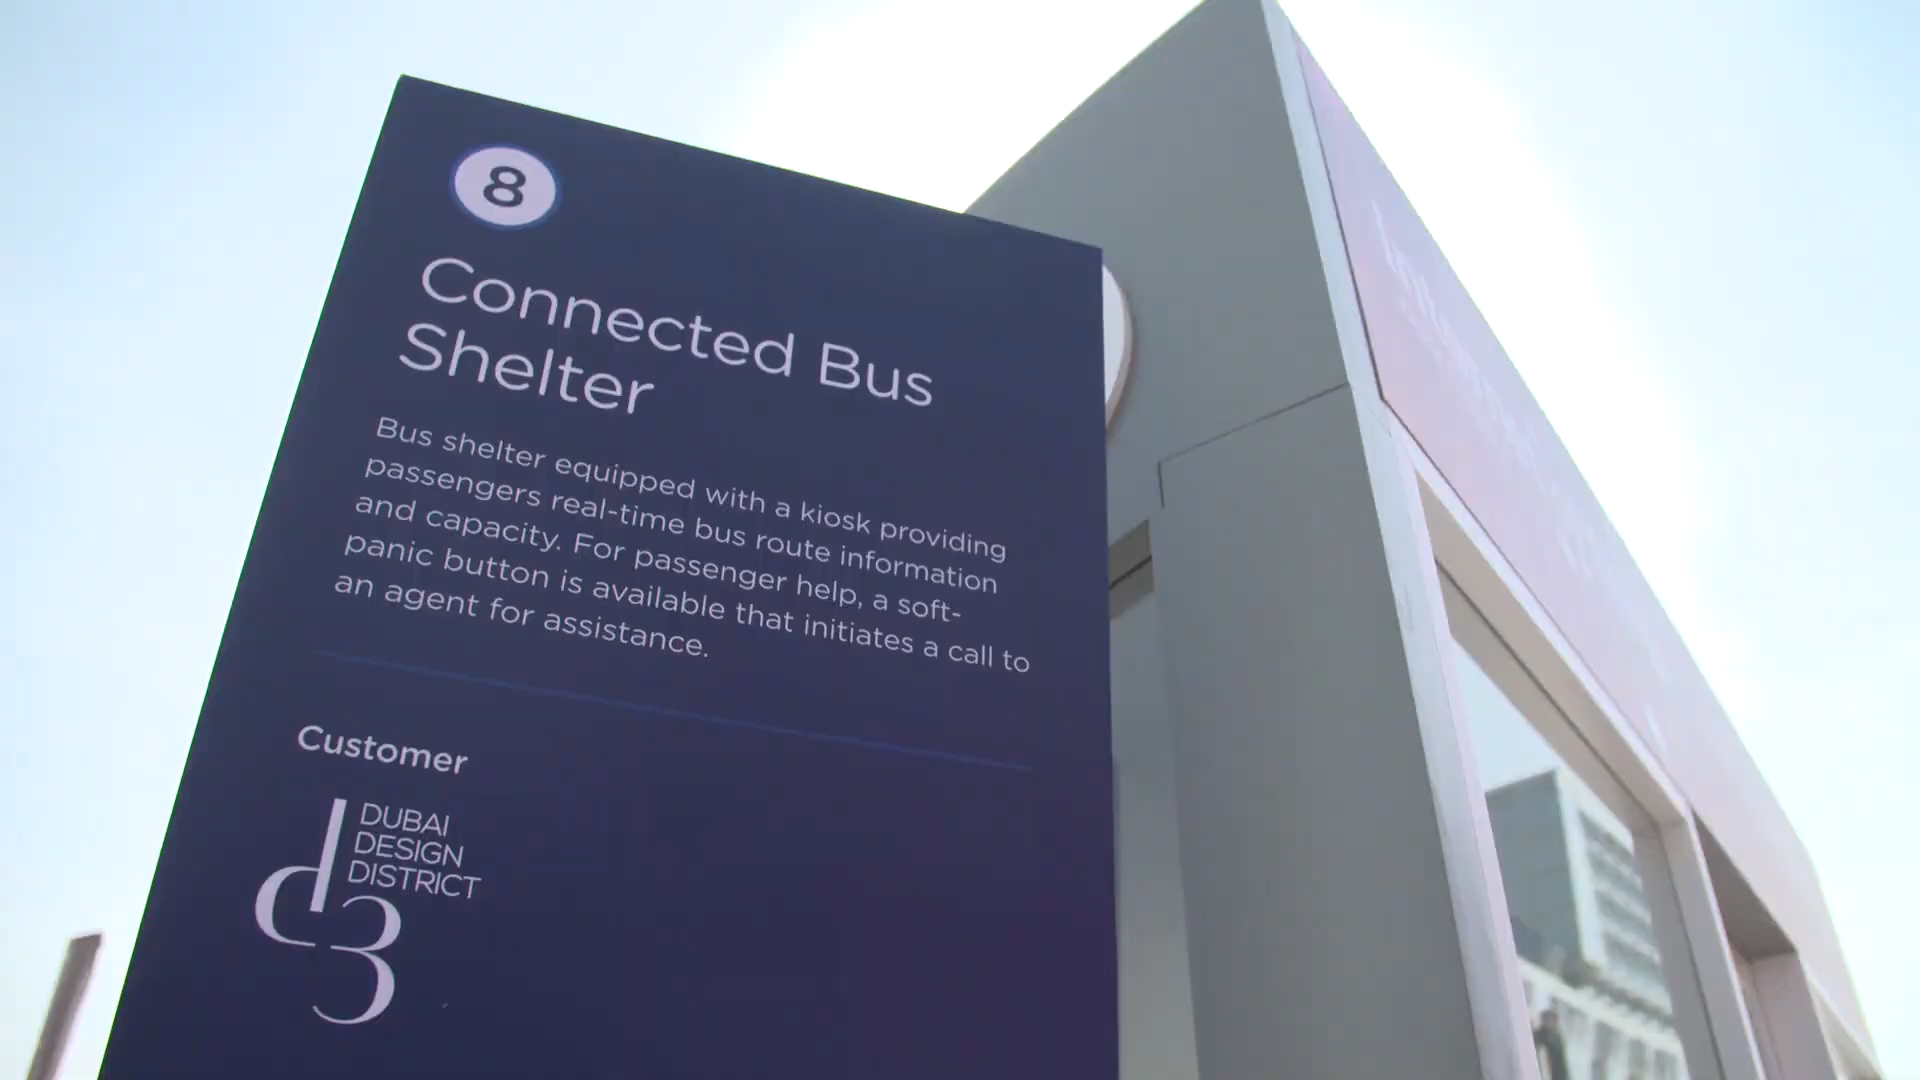 8
Connected Bus
Shelter
Bus shelter equipped with a kiosk providing
passengers real-time bus route information
and capacity. For passenger help, a soft-
panic button is available that initiates a call to
an agent for assistance.
Customer
d3
DUBAI
DESIGN
DISTRICT